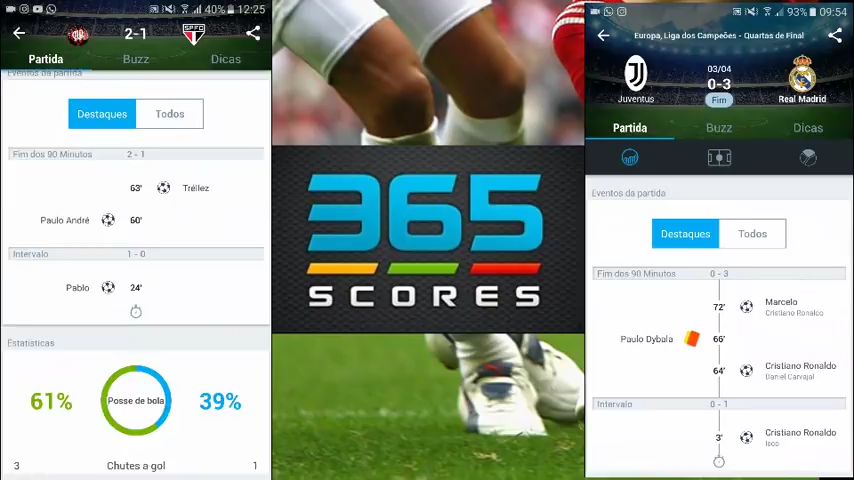 40% 12:25
2-1
SPFC
Partida Buzz Dicas
Eventos da partida
Destaques Todos
Fim dos 90 Minutos 2 - 1
63' Tréllez
Paulo André 60'
Intervalo 1 - 0
Pablo 24'
Estatísticas
61% Posse de bola 39%
3 Chutes a gol 1
365
SCORES
93% 09:54
Europa, Liga dos Campeões - Quartas de Final
03/04
0-3
Fim
Juventus Real Madrid
Partida Buzz Dicas
Eventos da partida
Destaques Todos
Fim dos 90 Minutos 0 - 3
72' Marcelo
Cristiano Ronaldo
Paulo Dybala 66'
64' Cristiano Ronaldo
Daniel Carvajal
Intervalo 0 - 1
3' Cristiano Ronaldo
Isco